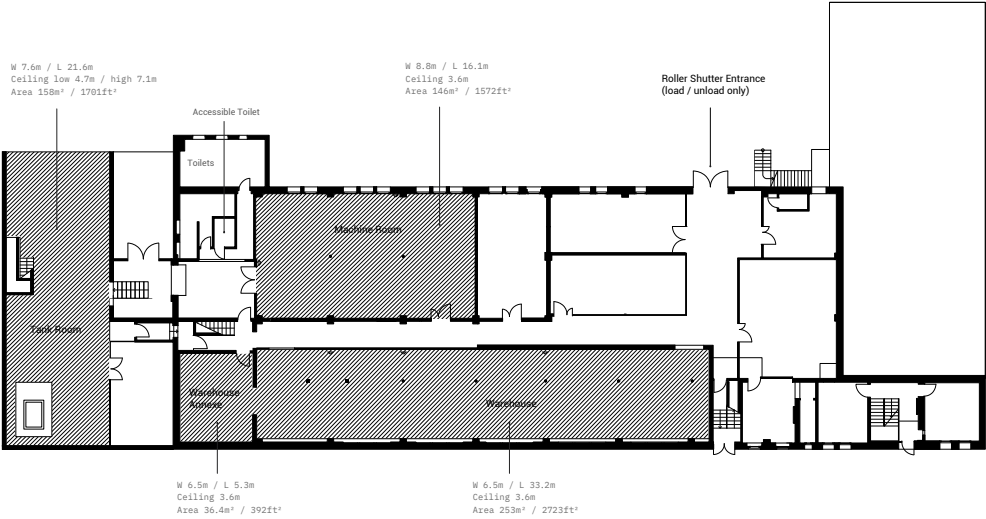 W 7.6m / L 21.6m
Ceiling low 4.7m / high 7.1m
Area 158m² / 1701ft²
W 8.8m / L 16.1m
Ceiling 3.6m
Area 146m² / 1572ft²
Roller Shutter Entrance
(load / unload only)
Accessible Toilet
Toilets
Machine Room
Tank Room
Warehouse
Annexe
Warehouse
W 6.5m / L 5.3m
Ceiling 3.6m
Area 36.4m² / 392ft²
W 6.5m / L 33.2m
Ceiling 3.6m
Area 253m² / 2723ft²